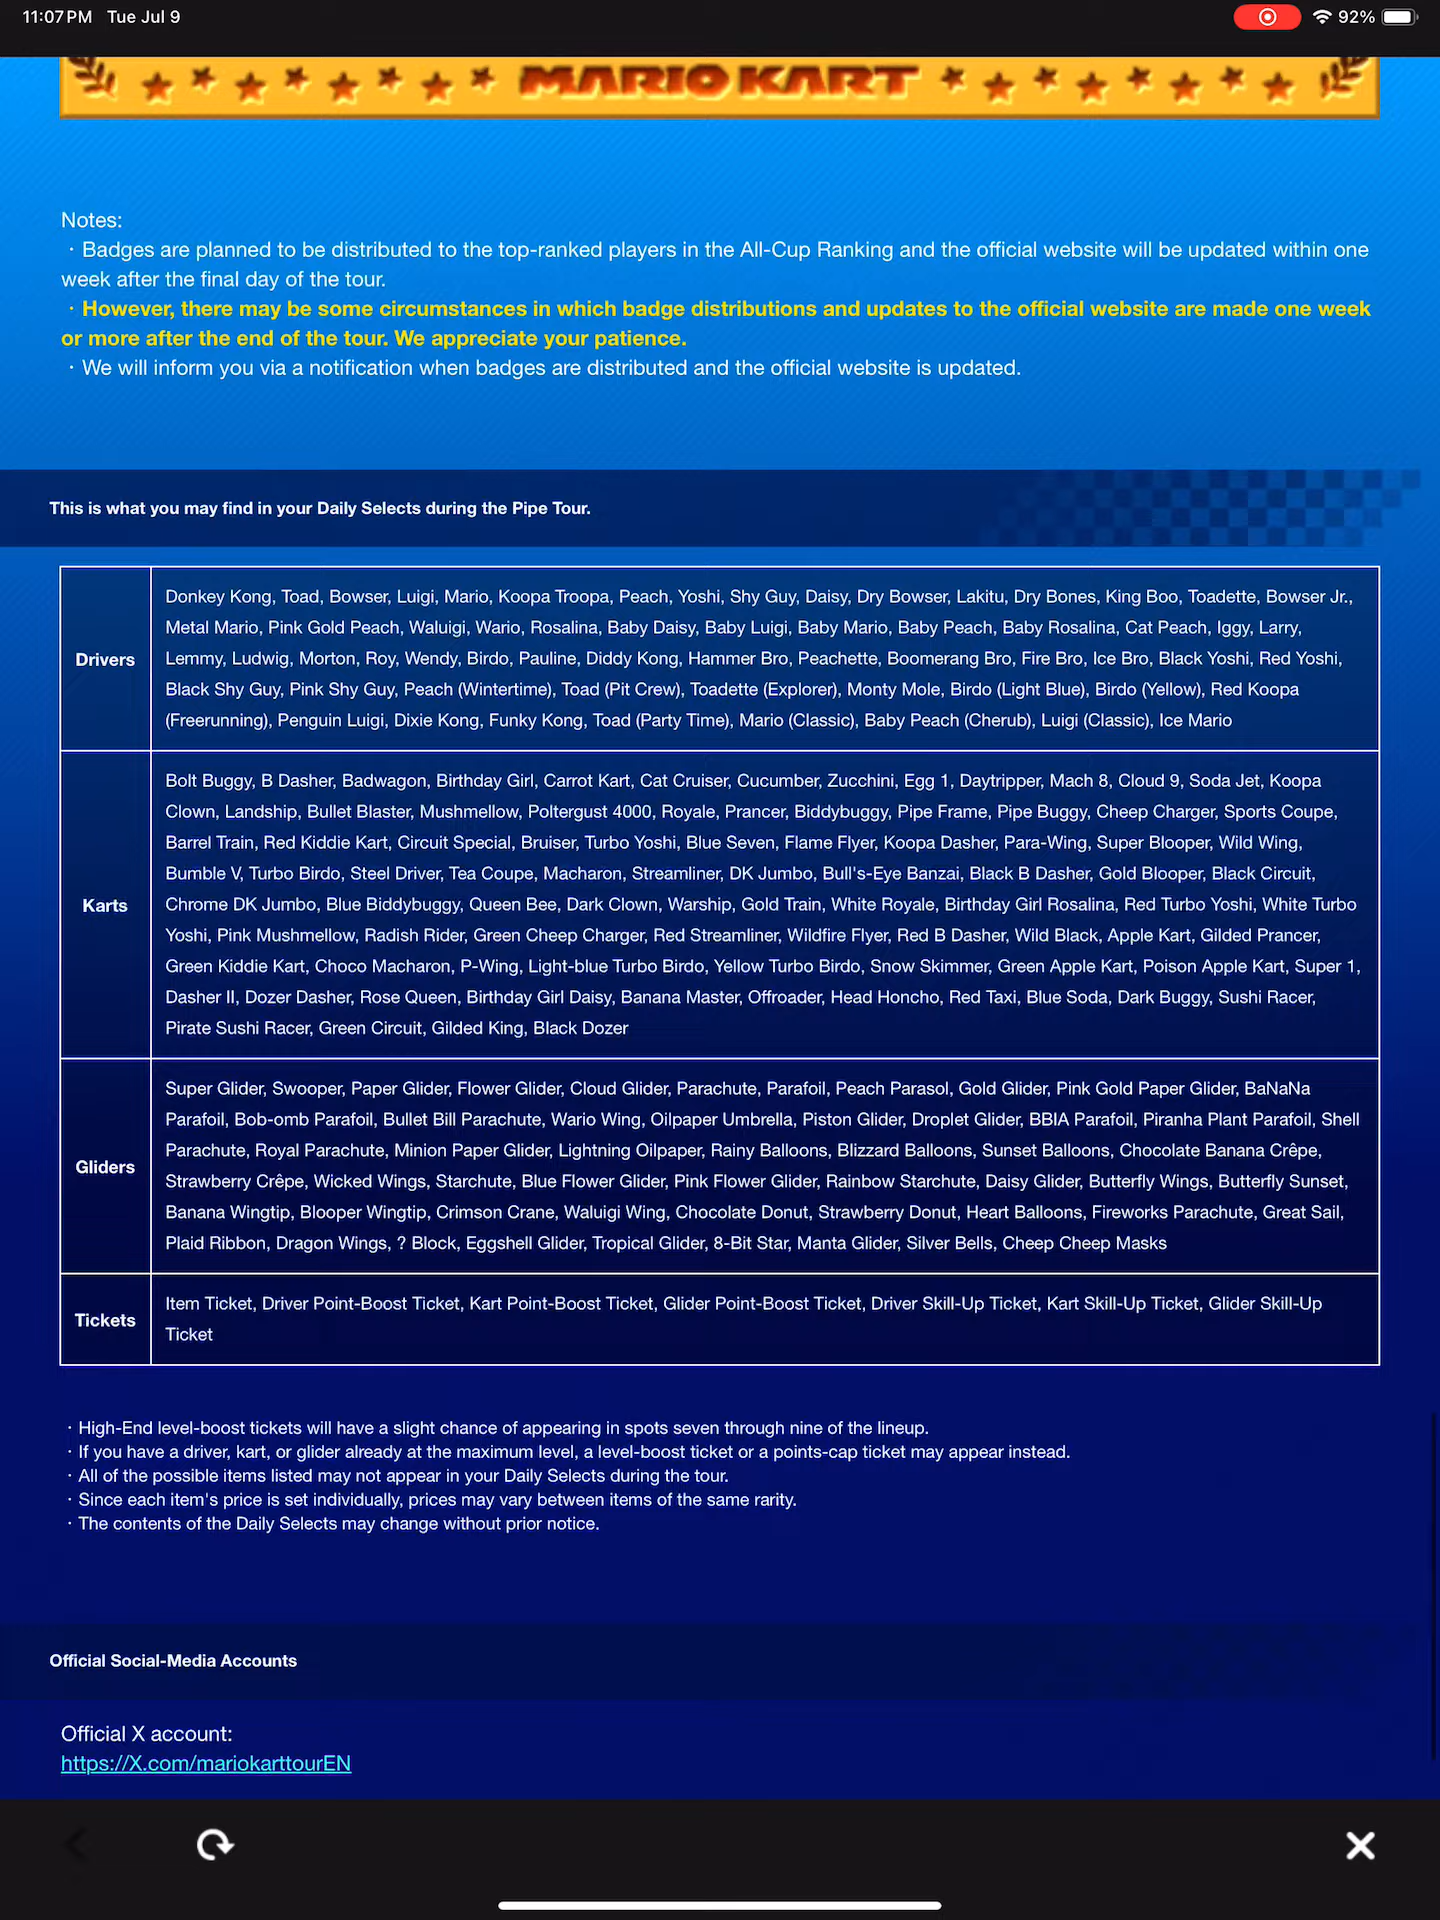 11:07 PM Tue Jul 9
92%
MARIO KART
Notes:
・Badges are planned to be distributed to the top-ranked players in the All-Cup Ranking and the official website will be updated within one
week after the final day of the tour.
・However, there may be some circumstances in which badge distributions and updates to the official website are made one week
or more after the end of the tour. We appreciate your patience.
・We will inform you via a notification when badges are distributed and the official website is updated.
This is what you may find in your Daily Selects during the Pipe Tour.
Drivers
Donkey Kong, Toad, Bowser, Luigi, Mario, Koopa Troopa, Peach, Yoshi, Shy Guy, Daisy, Dry Bowser, Lakitu, Dry Bones, King Boo, Toadette, Bowser Jr.,
Metal Mario, Pink Gold Peach, Waluigi, Wario, Rosalina, Baby Daisy, Baby Luigi, Baby Mario, Baby Peach, Baby Rosalina, Cat Peach, Iggy, Larry,
Lemmy, Ludwig, Morton, Roy, Wendy, Birdo, Pauline, Diddy Kong, Hammer Bro, Peachette, Boomerang Bro, Fire Bro, Ice Bro, Black Yoshi, Red Yoshi,
Black Shy Guy, Pink Shy Guy, Peach (Wintertime), Toad (Pit Crew), Toadette (Explorer), Monty Mole, Birdo (Light Blue), Birdo (Yellow), Red Koopa
(Freerunning), Penguin Luigi, Dixie Kong, Funky Kong, Toad (Party Time), Mario (Classic), Baby Peach (Cherub), Luigi (Classic), Ice Mario
Karts
Bolt Buggy, B Dasher, Badwagon, Birthday Girl, Carrot Kart, Cat Cruiser, Cucumber, Zucchini, Egg 1, Daytripper, Mach 8, Cloud 9, Soda Jet, Koopa
Clown, Landship, Bullet Blaster, Mushmellow, Poltergust 4000, Royale, Prancer, Biddybuggy, Pipe Frame, Pipe Buggy, Cheep Charger, Sports Coupe,
Barrel Train, Red Kiddie Kart, Circuit Special, Bruiser, Turbo Yoshi, Blue Seven, Flame Flyer, Koopa Dasher, Para-Wing, Super Blooper, Wild Wing,
Bumble V, Turbo Birdo, Steel Driver, Tea Coupe, Macharon, Streamliner, DK Jumbo, Bull's-Eye Banzai, Black B Dasher, Gold Blooper, Black Circuit,
Chrome DK Jumbo, Blue Biddybuggy, Queen Bee, Dark Clown, Warship, Gold Train, White Royale, Birthday Girl Rosalina, Red Turbo Yoshi, White Turbo
Yoshi, Pink Mushmellow, Radish Rider, Green Cheep Charger, Red Streamliner, Wildfire Flyer, Red B Dasher, Wild Black, Apple Kart, Gilded Prancer,
Green Kiddie Kart, Choco Macharon, P-Wing, Light-blue Turbo Birdo, Yellow Turbo Birdo, Snow Skimmer, Green Apple Kart, Poison Apple Kart, Super 1,
Dasher II, Dozer Dasher, Rose Queen, Birthday Girl Daisy, Banana Master, Offroader, Head Honcho, Red Taxi, Blue Soda, Dark Buggy, Sushi Racer,
Pirate Sushi Racer, Green Circuit, Gilded King, Black Dozer
Gliders
Super Glider, Swooper, Paper Glider, Flower Glider, Cloud Glider, Parachute, Parafoil, Peach Parasol, Gold Glider, Pink Gold Paper Glider, BaNaNa
Parafoil, Bob-omb Parafoil, Bullet Bill Parachute, Wario Wing, Oilpaper Umbrella, Piston Glider, Droplet Glider, BBIA Parafoil, Piranha Plant Parafoil, Shell
Parachute, Royal Parachute, Minion Paper Glider, Lightning Oilpaper, Rainy Balloons, Blizzard Balloons, Sunset Balloons, Chocolate Banana Crêpe,
Strawberry Crêpe, Wicked Wings, Starchute, Blue Flower Glider, Pink Flower Glider, Rainbow Starchute, Daisy Glider, Butterfly Wings, Butterfly Sunset,
Banana Wingtip, Blooper Wingtip, Crimson Crane, Waluigi Wing, Chocolate Donut, Strawberry Donut, Heart Balloons, Fireworks Parachute, Great Sail,
Plaid Ribbon, Dragon Wings, ? Block, Eggshell Glider, Tropical Glider, 8-Bit Star, Manta Glider, Silver Bells, Cheep Cheep Masks
Tickets
Item Ticket, Driver Point-Boost Ticket, Kart Point-Boost Ticket, Glider Point-Boost Ticket, Driver Skill-Up Ticket, Kart Skill-Up Ticket, Glider Skill-Up
Ticket
・High-End level-boost tickets will have a slight chance of appearing in spots seven through nine of the lineup.
・If you have a driver, kart, or glider already at the maximum level, a level-boost ticket or a points-cap ticket may appear instead.
・All of the possible items listed may not appear in your Daily Selects during the tour.
・Since each item's price is set individually, prices may vary between items of the same rarity.
・The contents of the Daily Selects may change without prior notice.
Official Social-Media Accounts
Official X account:
https://X.com/mariokarttourEN